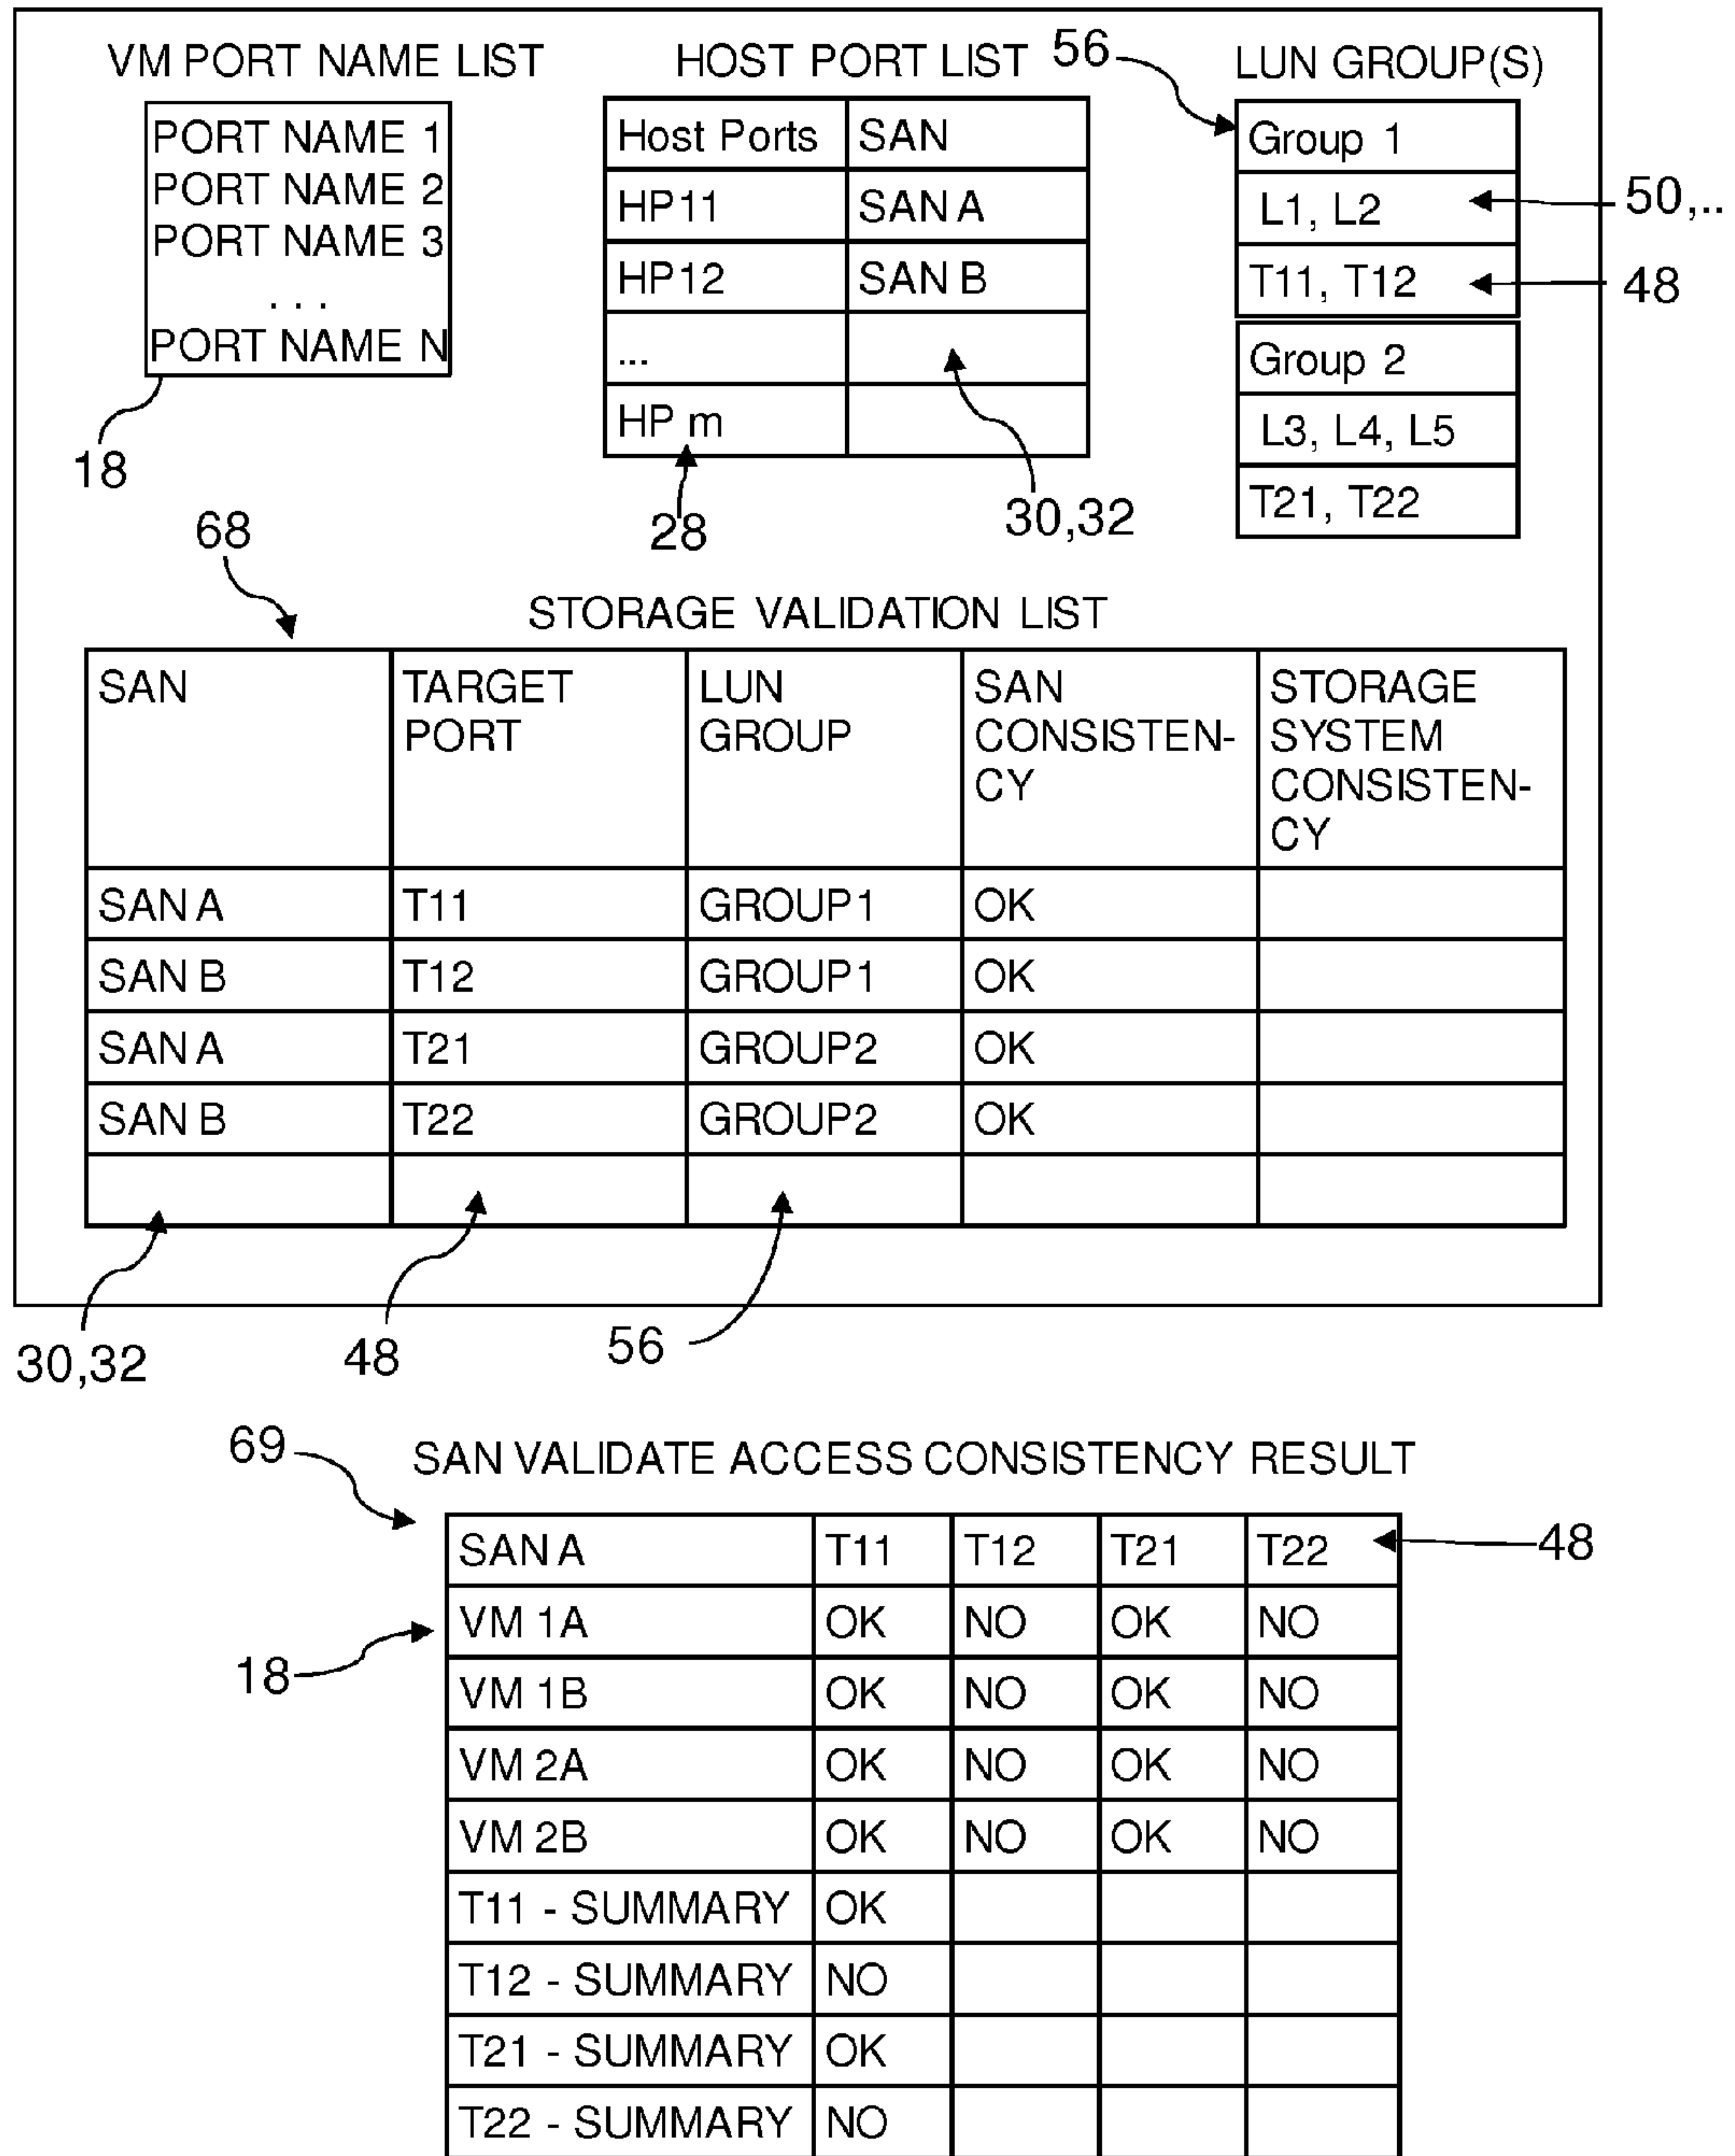 VM PORT NAME LIST
PORT NAME 1
PORT NAME 2
PORT NAME 3
. . .
PORT NAME N
18
HOST PORT LIST
Host Ports SAN
HP11 SAN A
HP12 SAN B
...
HP m
28
30,32
56
LUN GROUP(S)
Group 1
L1, L2
50,..
T11, T12
48
Group 2
L3, L4, L5
T21, T22
68
STORAGE VALIDATION LIST
SAN
TARGET
PORT
LUN
GROUP
SAN
CONSISTEN-
CY
STORAGE
SYSTEM
CONSISTEN-
CY
SAN A T11 GROUP1 OK
SAN B T12 GROUP1 OK
SAN A T21 GROUP2 OK
SAN B T22 GROUP2 OK
30,32
48
56
69
SAN VALIDATE ACCESS CONSISTENCY RESULT
SAN A T11 T12 T21 T22
48
VM 1A OK NO OK NO
18
VM 1B OK NO OK NO
VM 2A OK NO OK NO
VM 2B OK NO OK NO
T11 - SUMMARY OK
T12 - SUMMARY NO
T21 - SUMMARY OK
T22 - SUMMARY NO